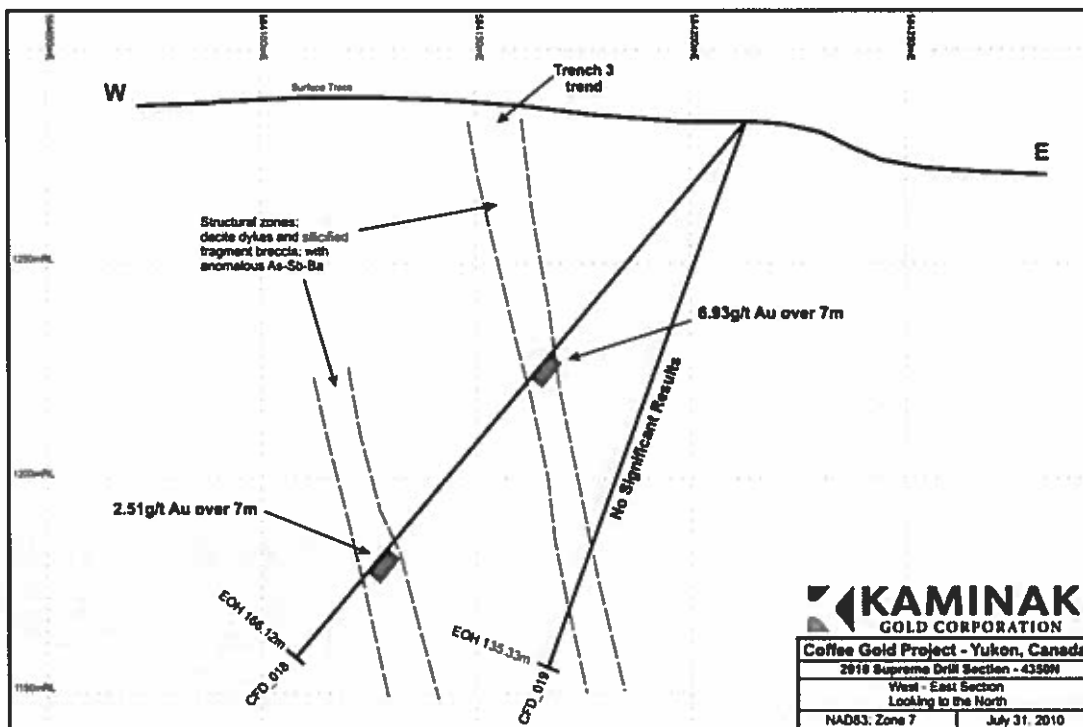 W
Surface Trace
Trench 3
trend
E
Structural zones:
dacite dykes and silicified
fragment breccia; with
anomalous As-Sb-Ba
6.93g/t Au over 7m
No Significant Results
1200mRL
2.51g/t Au over 7m
EOH 166.12m
CFD_018
EOH 135.33m
CFD_019
1150mRL
KAMINAK
GOLD CORPORATION
Coffee Gold Project - Yukon, Canada
Supreme Drill Section - 4350N
West - East Section
Looking to the North
NAD83; Zone 7
July 31, 2010